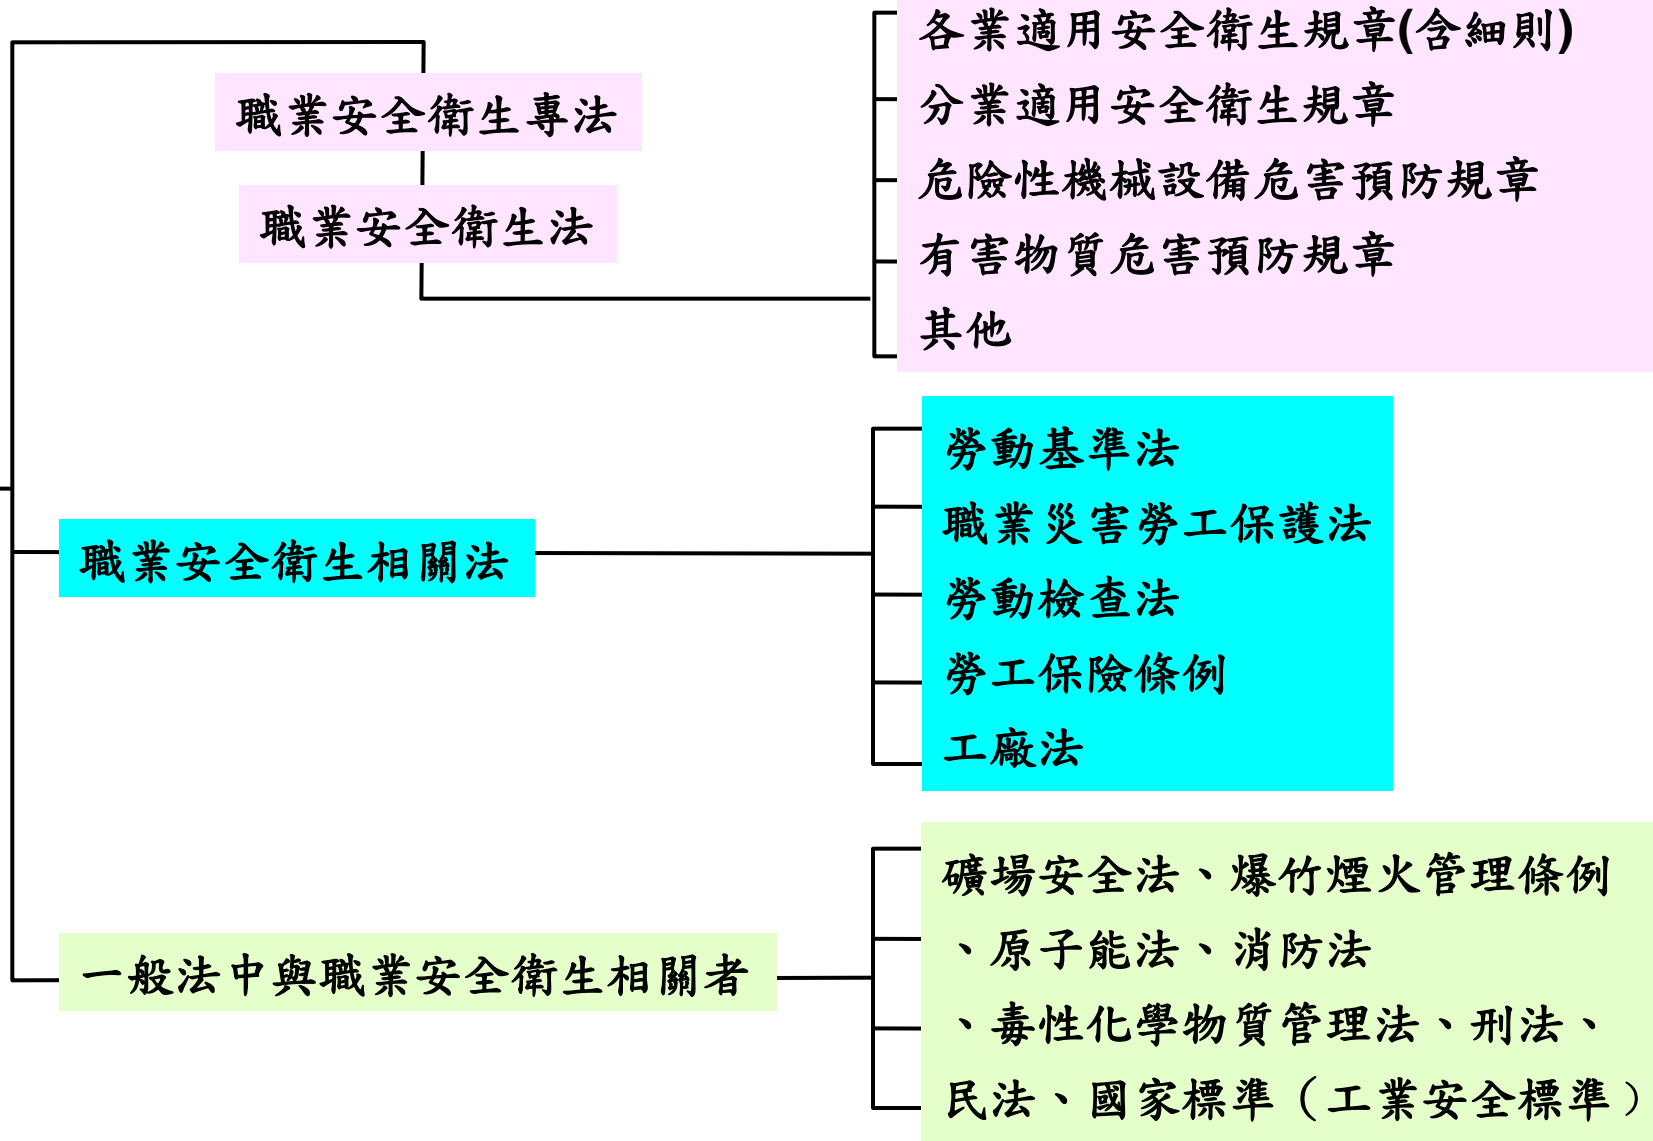 職業安全衛生專法
職業安全衛生法
各業適用安全衛生規章(含細則)
分業適用安全衛生規章
危險性機械設備危害預防規章
有害物質危害預防規章
其他
職業安全衛生相關法
勞動基準法
職業災害勞工保護法
勞動檢查法
勞工保險條例
工廠法
一般法中與職業安全衛生相關者
礦場安全法、爆竹煙火管理條例
、原子能法、消防法
、毒性化學物質管理法、刑法、
民法、國家標準（工業安全標準）